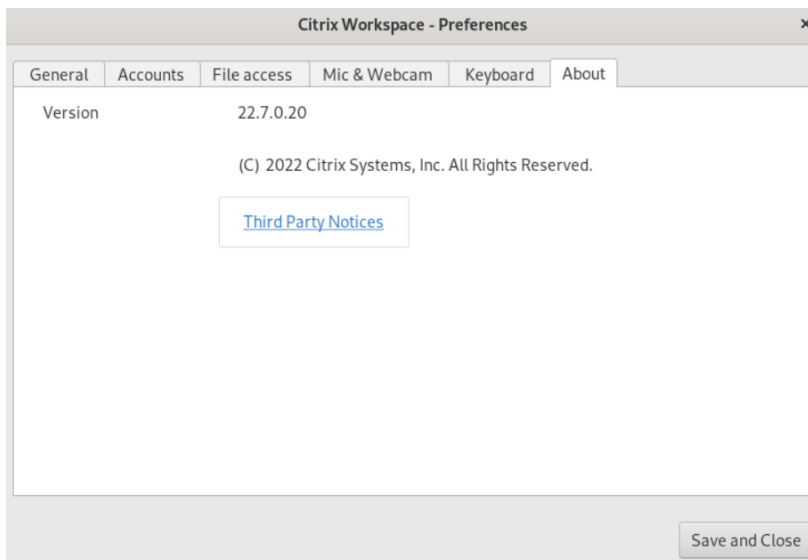 Citrix Workspace - Preferences
×
General Accounts File access Mic & Webcam Keyboard About
Version 22.7.0.20
(C) 2022 Citrix Systems, Inc. All Rights Reserved.
Third Party Notices
Save and Close